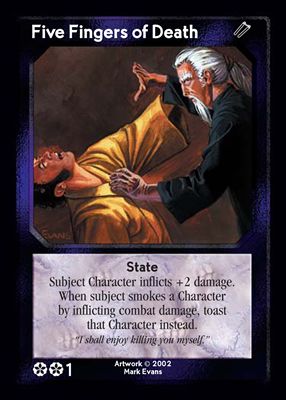 Five Fingers of Death
EVANS
State
Subject Character inflicts +2 damage.
When subject smokes a Character
by inflicting combat damage, toast
that Character instead.
"I shall enjoy killing you myself."
1
Artwork © 2002
Mark Evans